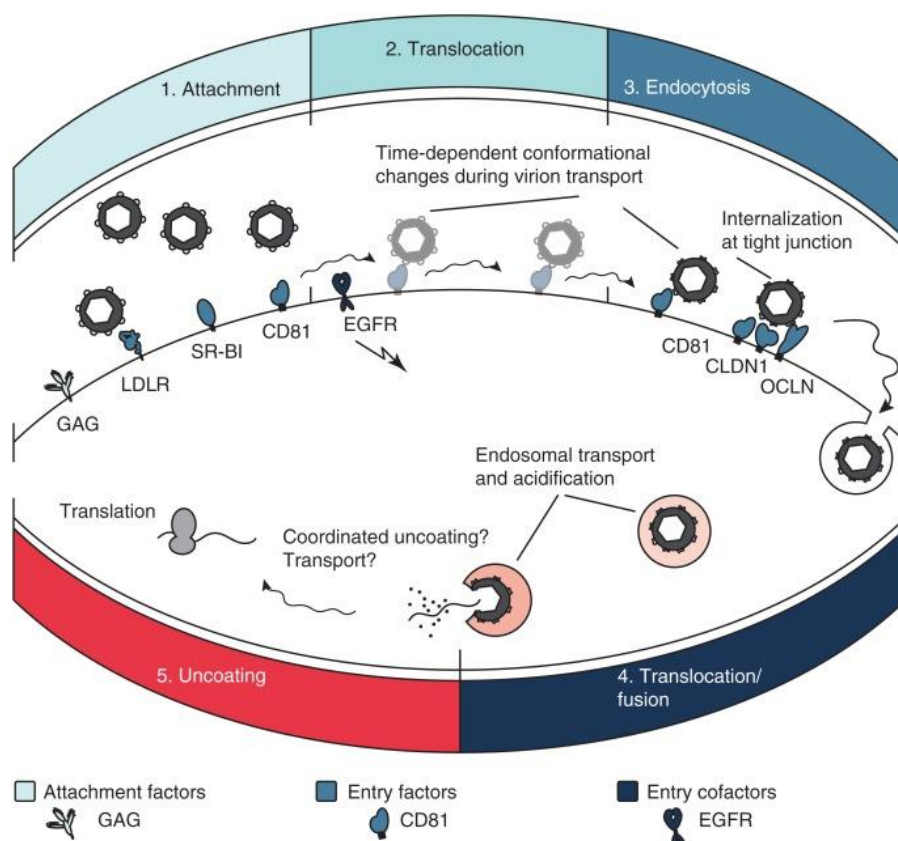 2. Translocation
1. Attachment
3. Endocytosis
Time-dependent conformational
changes during virion transport
Internalization
at tight junction
GAG
LDLR
SR-BI
CD81
EGFR
CD81
CLDN1
OCLN
Endosomal transport
and acidification
Translation
Coordinated uncoating?
Transport?
5. Uncoating
4. Translocation/
fusion
Attachment factors
GAG
Entry factors
CD81
Entry cofactors
EGFR